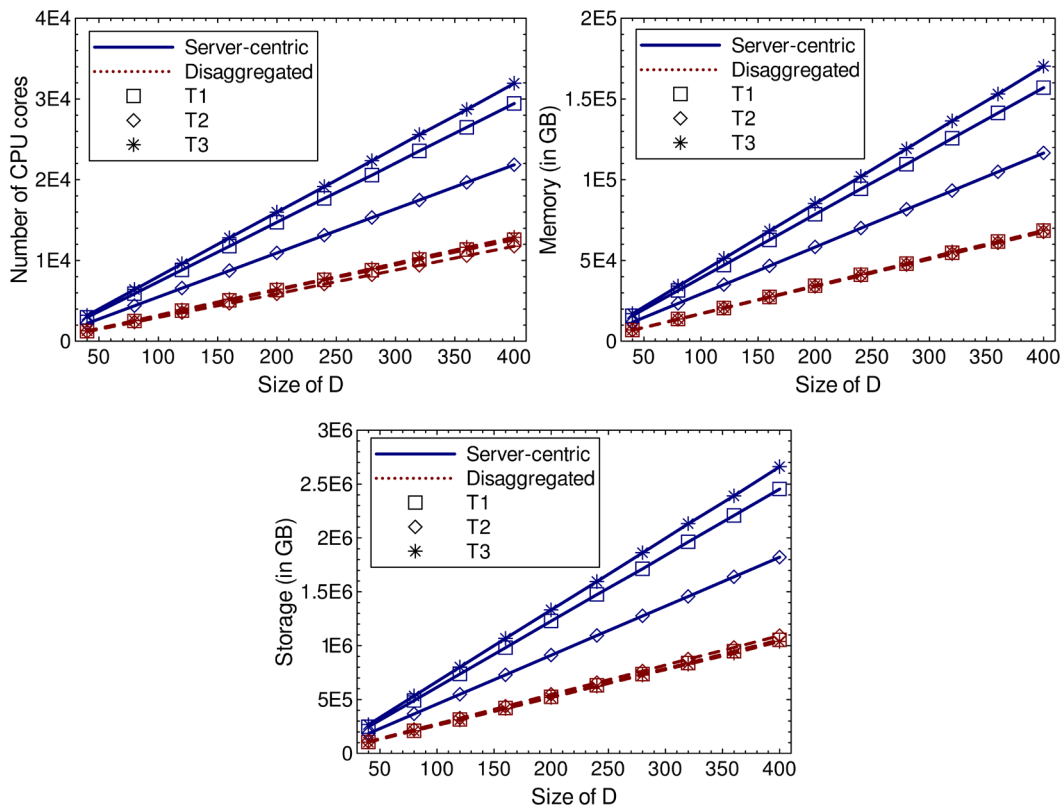 4E4
3E4
2E4
1E4
0
Number of CPU cores
Server-centric
Disaggregated
T1
T2
T3
50 100 150 200 250 300 350 400
Size of D
2E5
1.5E5
1E5
5E4
0
Memory (in GB)
Server-centric
Disaggregated
T1
T2
T3
50 100 150 200 250 300 350 400
Size of D
3E6
2.5E6
2E6
1.5E6
1E6
5E5
0
Storage (in GB)
Server-centric
Disaggregated
T1
T2
T3
50 100 150 200 250 300 350 400
Size of D